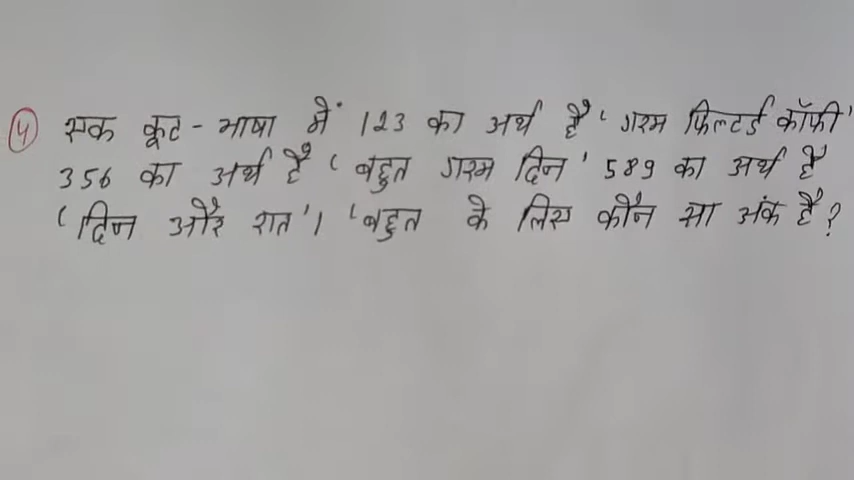 ④ एक कूट - भाषा में 123 का अर्थ है ' गरम फिल्टर्ड कॉफी '
356 का अर्थ है ' बहुत गरम दिन ' 589 का अर्थ है
' दिन और रात '। ' बहुत के लिए कौन सा अंक है ?